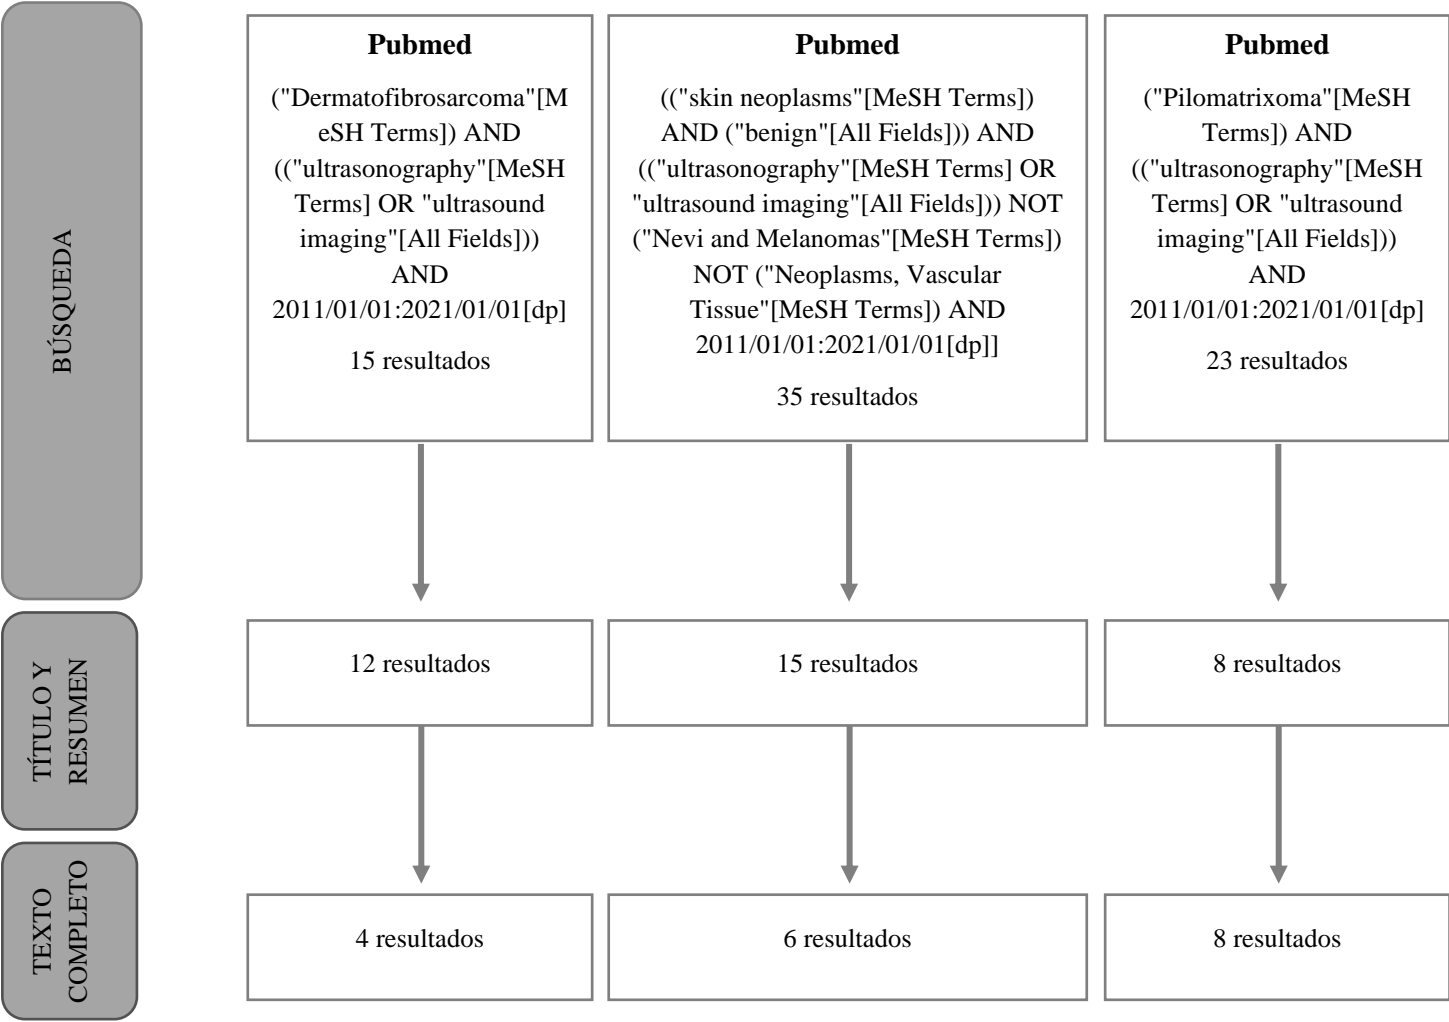 BÚSQUEDA
Pubmed
("Dermatofibrosarcoma"[M
eSH Terms]) AND
(("ultrasonography"[MeSH
Terms] OR "ultrasound
imaging"[All Fields]))
AND
2011/01/01:2021/01/01[dp]
15 resultados
Pubmed
(("skin neoplasms"[MeSH Terms])
AND ("benign"[All Fields])) AND
(("ultrasonography"[MeSH Terms] OR
"ultrasound imaging"[All Fields])) NOT
("Nevi and Melanomas"[MeSH Terms])
NOT ("Neoplasms, Vascular
Tissue"[MeSH Terms]) AND
2011/01/01:2021/01/01[dp]]
35 resultados
Pubmed
("Pilomatrixoma"[MeSH
Terms]) AND
(("ultrasonography"[MeSH
Terms] OR "ultrasound
imaging"[All Fields]))
AND
2011/01/01:2021/01/01[dp]
23 resultados
TÍTULO Y
RESUMEN
12 resultados
15 resultados
8 resultados
TEXTO
COMPLETO
4 resultados
6 resultados
8 resultados